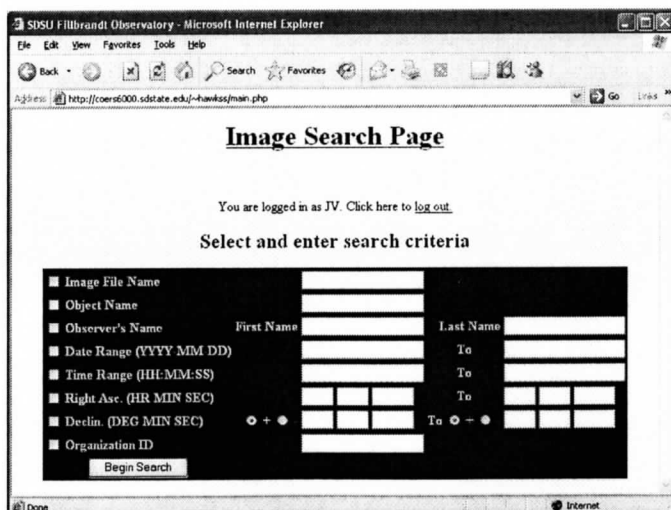 SDSU Fillbrandt Observatory - Microsoft Internet Explorer
File Edit View Favorites Tools Help
Back Search Favorites
Address http://coers6000.sdstate.edu/~hawkss/main.php Go Links »
Image Search Page
You are logged in as JV. Click here to log out.
Select and enter search criteria
Image File Name
Object Name
Observer's Name First Name Last Name
Date Range (YYYY MM DD) To
Time Range (HH:MM:SS) To
Right Asc. (HR MIN SEC) To
Declin. (DEG MIN SEC) + To +
Organization ID
Begin Search
Done Internet